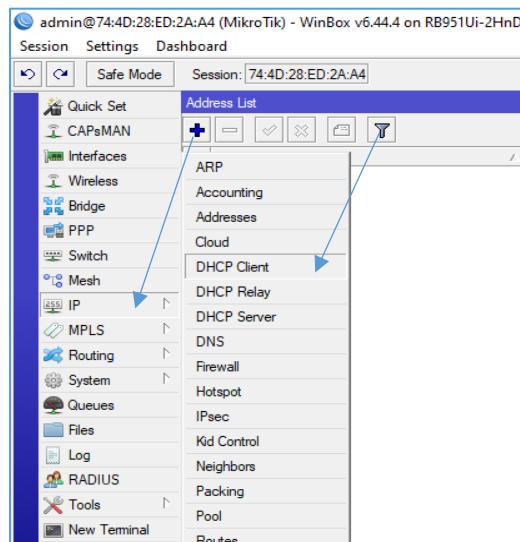 admin@74:4D:28:ED:2A:A4 (MikroTik) - WinBox v6.44.4 on RB951Ui-2HnD
Session Settings Dashboard
Safe Mode Session: 74:4D:28:ED:2A:A4
Quick Set
CAPsMAN
Interfaces
Wireless
Bridge
PPP
Switch
Mesh
255 IP
MPLS
Routing
System
Queues
Files
Log
RADIUS
Tools
New Terminal
Address List
ARP
Accounting
Addresses
Cloud
DHCP Client
DHCP Relay
DHCP Server
DNS
Firewall
Hotspot
IPsec
Kid Control
Neighbors
Packing
Pool
Routes